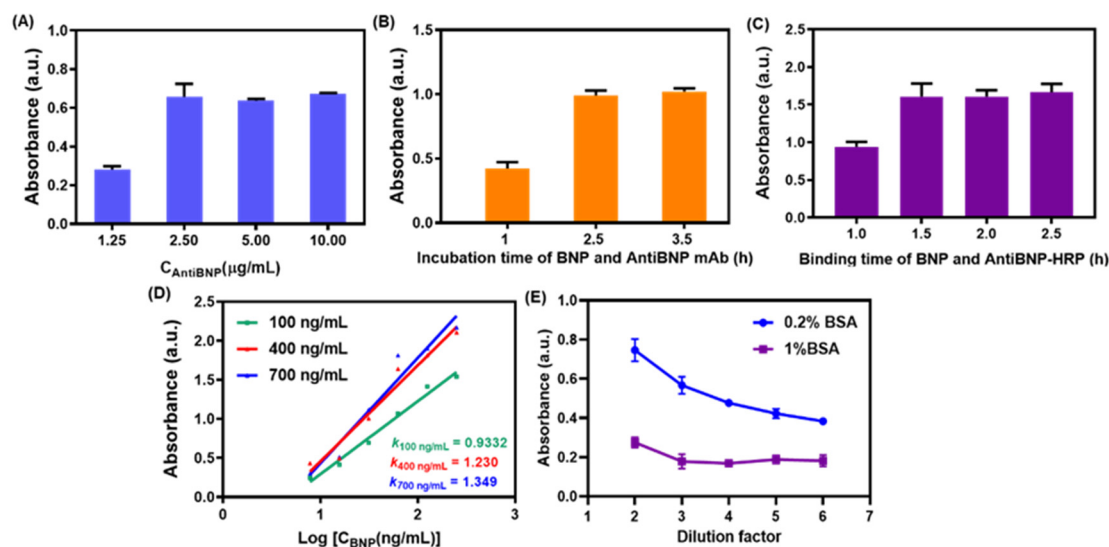 (A)
Absorbance (a.u.)
1.0
0.8
0.6
0.4
0.2
0.0
1.25 2.50 5.00 10.00
CAntiBNP(μg/mL)
(B)
Absorbance (a.u.)
1.5
1.0
0.5
0.0
1 2.5 3.5
Incubation time of BNP and AntiBNP mAb (h)
(C)
Absorbance (a.u.)
2.5
2.0
1.5
1.0
0.5
0.0
1.0 1.5 2.0 2.5
Binding time of BNP and AntiBNP-HRP (h)
(D)
Absorbance (a.u.)
2.5
2.0
1.5
1.0
0.5
0.0
100 ng/mL
400 ng/mL
700 ng/mL
k100 ng/mL = 0.9332
k400 ng/mL = 1.230
k700 ng/mL = 1.349
0 1 2 3
Log [CBNP(ng/mL)]
(E)
Absorbance (a.u.)
1.0
0.8
0.6
0.4
0.2
0.0
0.2% BSA
1%BSA
1 2 3 4 5 6 7
Dilution factor